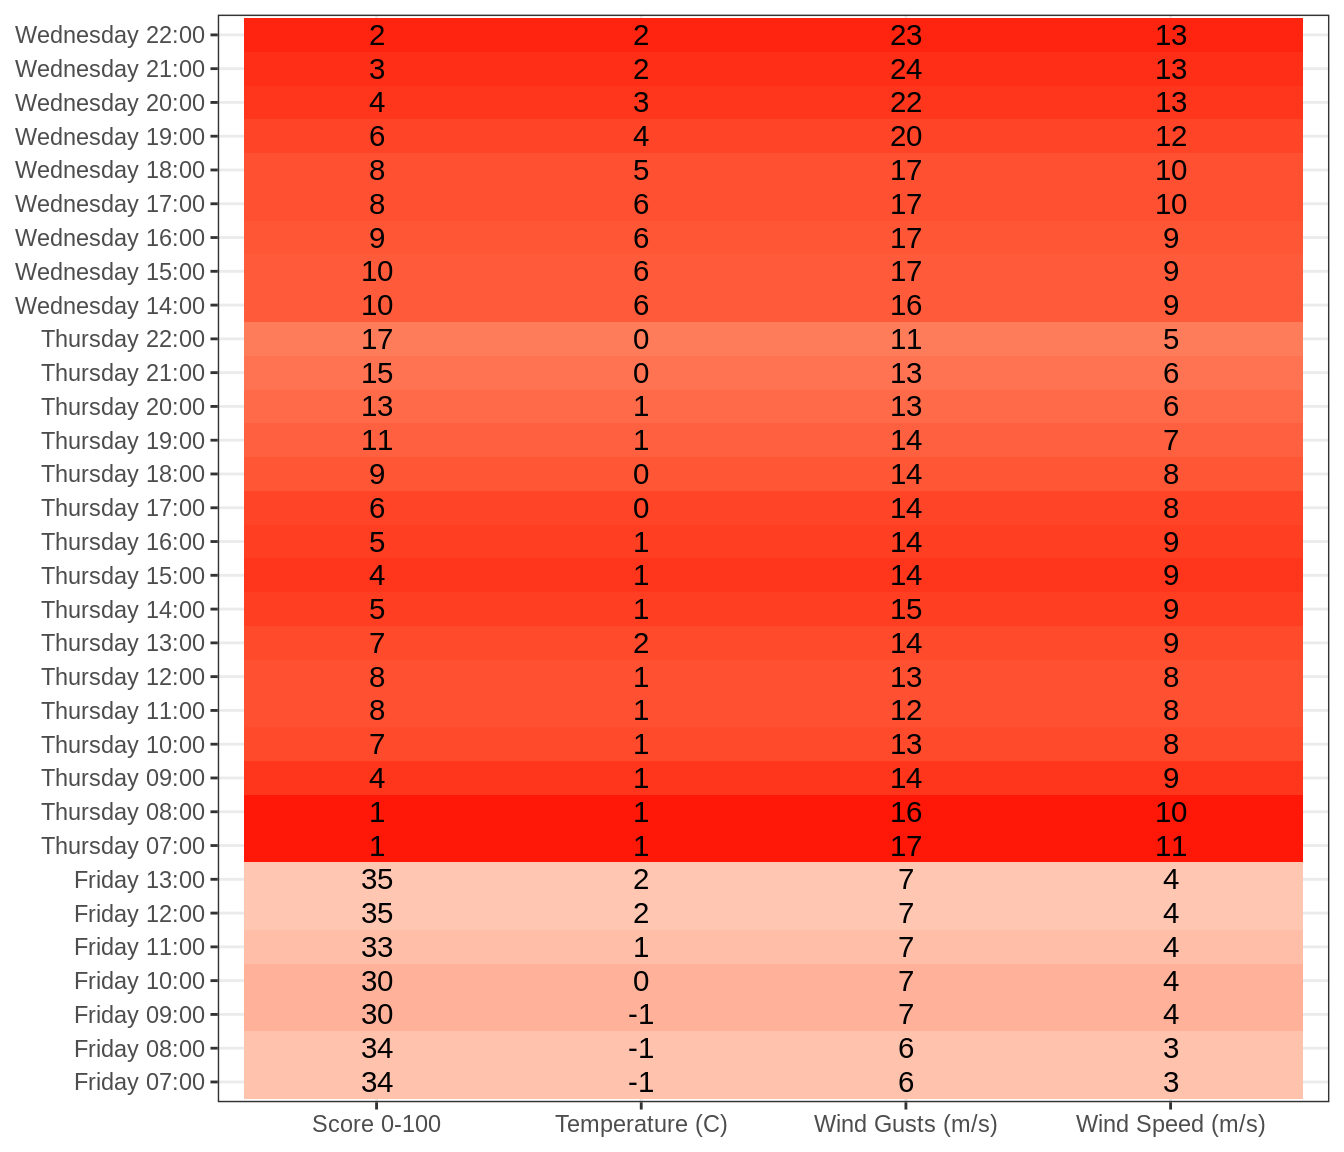 Wednesday 22:00 2 2 23 13
Wednesday 21:00 3 2 24 13
Wednesday 20:00 4 3 22 13
Wednesday 19:00 6 4 20 12
Wednesday 18:00 8 5 17 10
Wednesday 17:00 8 6 17 10
Wednesday 16:00 9 6 17 9
Wednesday 15:00 10 6 17 9
Wednesday 14:00 10 6 16 9
Thursday 22:00 17 0 11 5
Thursday 21:00 15 0 13 6
Thursday 20:00 13 1 13 6
Thursday 19:00 11 1 14 7
Thursday 18:00 9 0 14 8
Thursday 17:00 6 0 14 8
Thursday 16:00 5 1 14 9
Thursday 15:00 4 1 14 9
Thursday 14:00 5 1 15 9
Thursday 13:00 7 2 14 9
Thursday 12:00 8 1 13 8
Thursday 11:00 8 1 12 8
Thursday 10:00 7 1 13 8
Thursday 09:00 4 1 14 9
Thursday 08:00 1 1 16 10
Thursday 07:00 1 1 17 11
Friday 13:00 35 2 7 4
Friday 12:00 35 2 7 4
Friday 11:00 33 1 7 4
Friday 10:00 30 0 7 4
Friday 09:00 30 -1 7 4
Friday 08:00 34 -1 6 3
Friday 07:00 34 -1 6 3
Score 0-100 Temperature (C) Wind Gusts (m/s) Wind Speed (m/s)